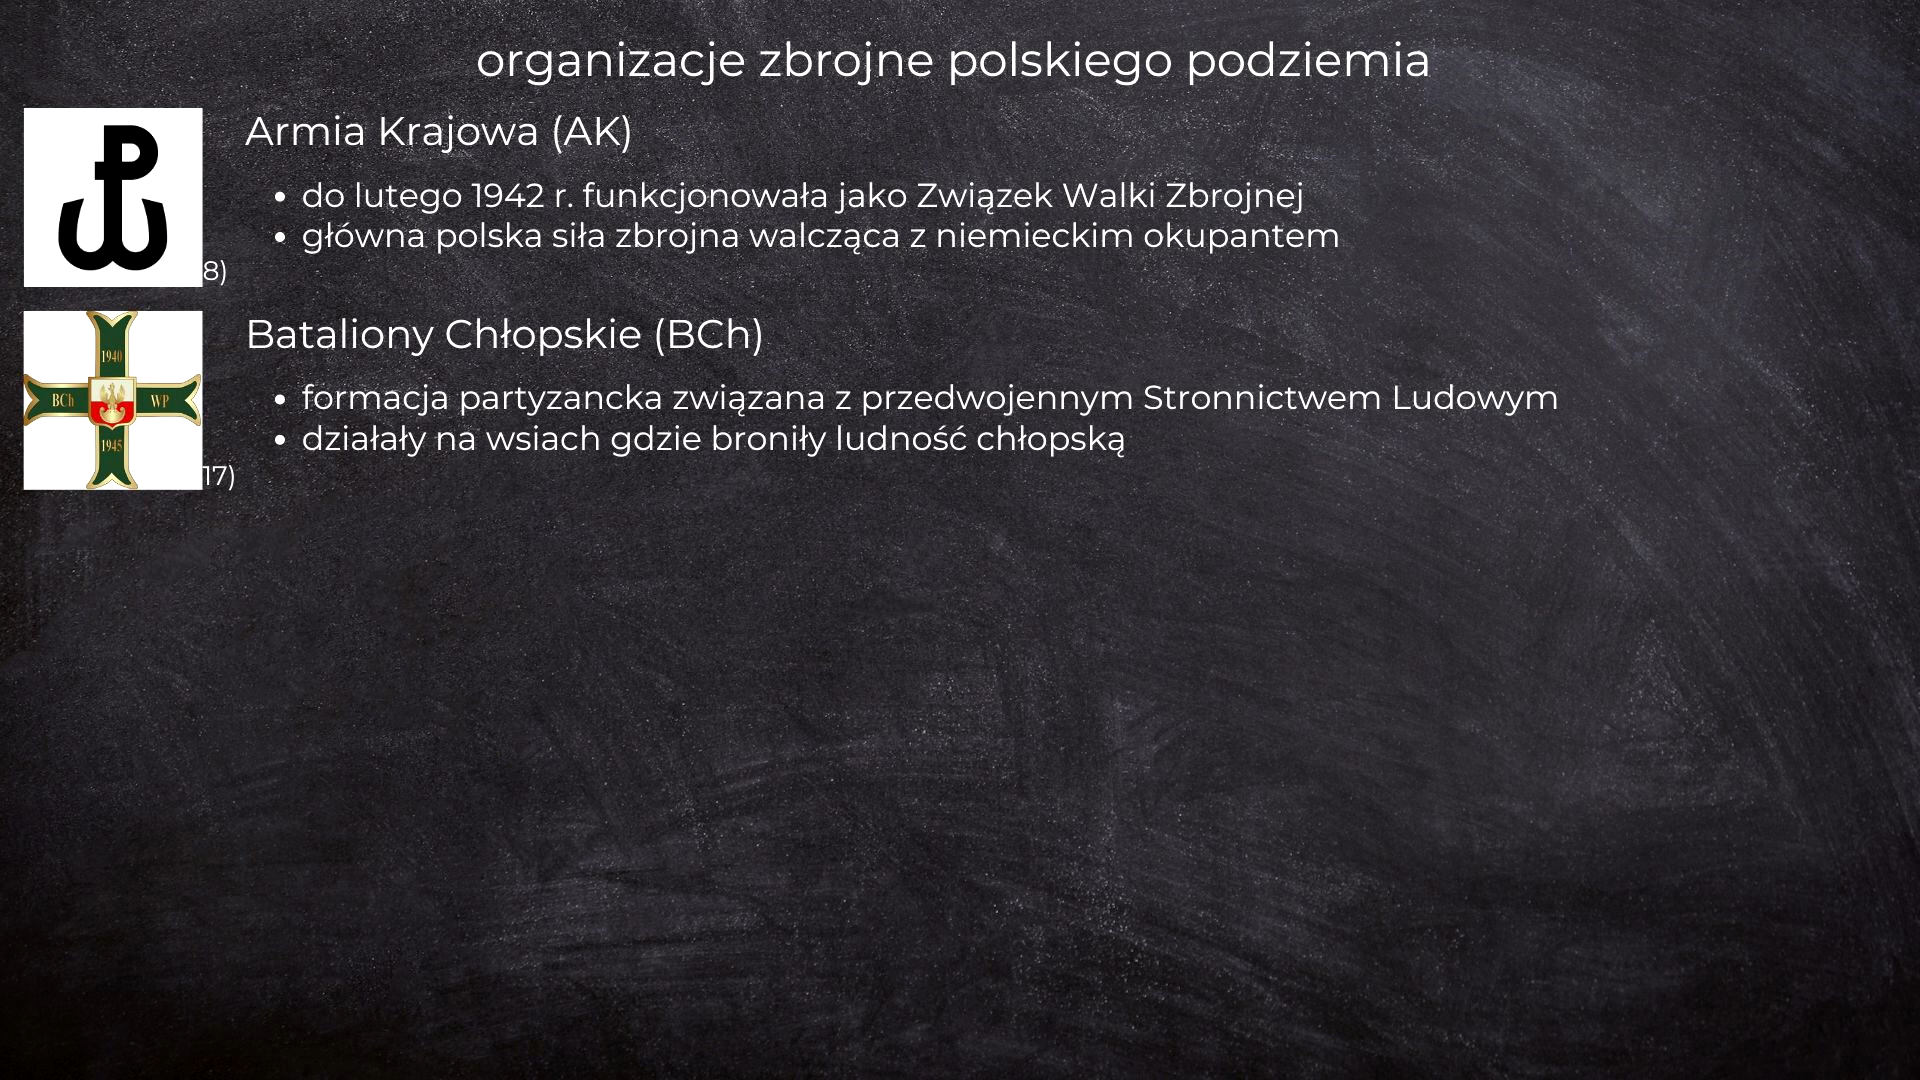 organizacje zbrojne polskiego podziemia
Armia Krajowa (AK)
• do lutego 1942 r. funkcjonowała jako Związek Walki Zbrojnej
• główna polska siła zbrojna walcząca z niemieckim okupantem
8)
Bataliony Chłopskie (BCh)
1940
BCh WP
1945
• formacja partyzancka związana z przedwojennym Stronnictwem Ludowym
• działały na wsiach gdzie broniły ludność chłopską
17)